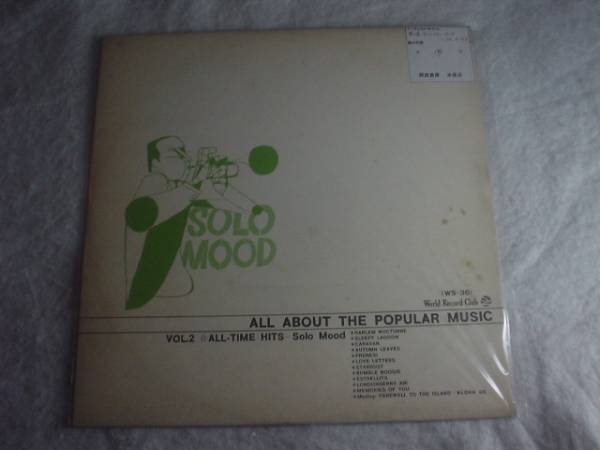 SOLO
MOOD
(WS-36)
World Record Club
ALL ABOUT THE POPULAR MUSIC
VOL.2 ☆ALL-TIME HITS—Solo Mood
★HARLEM NOCTURNE
★SLEEPY LAGOON
★CARAVAN
★AUTUMN LEAVES
★FRENESI
★LOVE LETTERS
★STARDUST
★BUMBLE BOOGIE
★ESTRELLITA
★LONDONDERRY AIR
★MEMORIES OF YOU
★Medley FAREWELL TO THE ISLAND - ALOHA OE